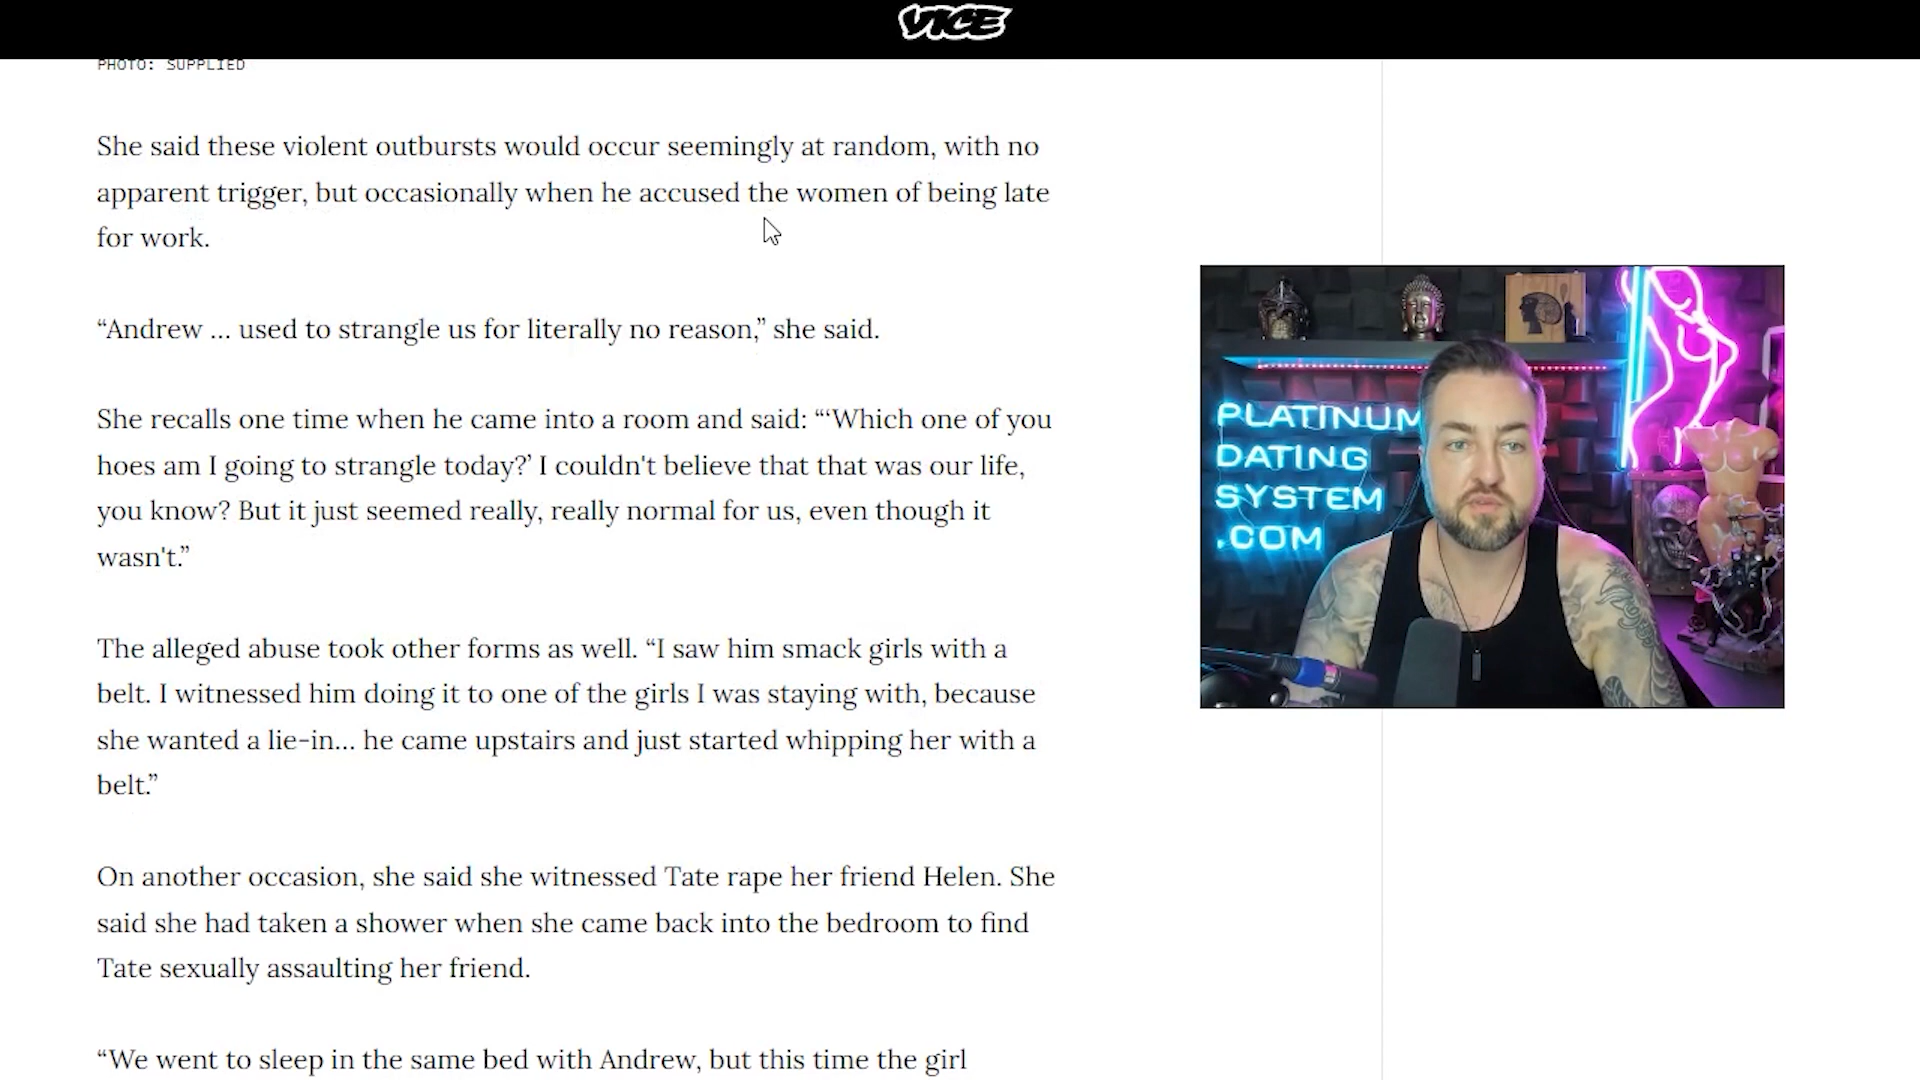 VICE
PHOTO: SUPPLIED
She said these violent outbursts would occur seemingly at random, with no
apparent trigger, but occasionally when he accused the women of being late
for work.
“Andrew … used to strangle us for literally no reason,” she said.
She recalls one time when he came into a room and said: “‘Which one of you
hoes am I going to strangle today?’ I couldn't believe that that was our life,
you know? But it just seemed really, really normal for us, even though it
wasn't.”
The alleged abuse took other forms as well. “I saw him smack girls with a
belt. I witnessed him doing it to one of the girls I was staying with, because
she wanted a lie-in… he came upstairs and just started whipping her with a
belt.”
On another occasion, she said she witnessed Tate rape her friend Helen. She
said she had taken a shower when she came back into the bedroom to find
Tate sexually assaulting her friend.
“We went to sleep in the same bed with Andrew, but this time the girl
PLATINUM
DATING
SYSTEM
.COM